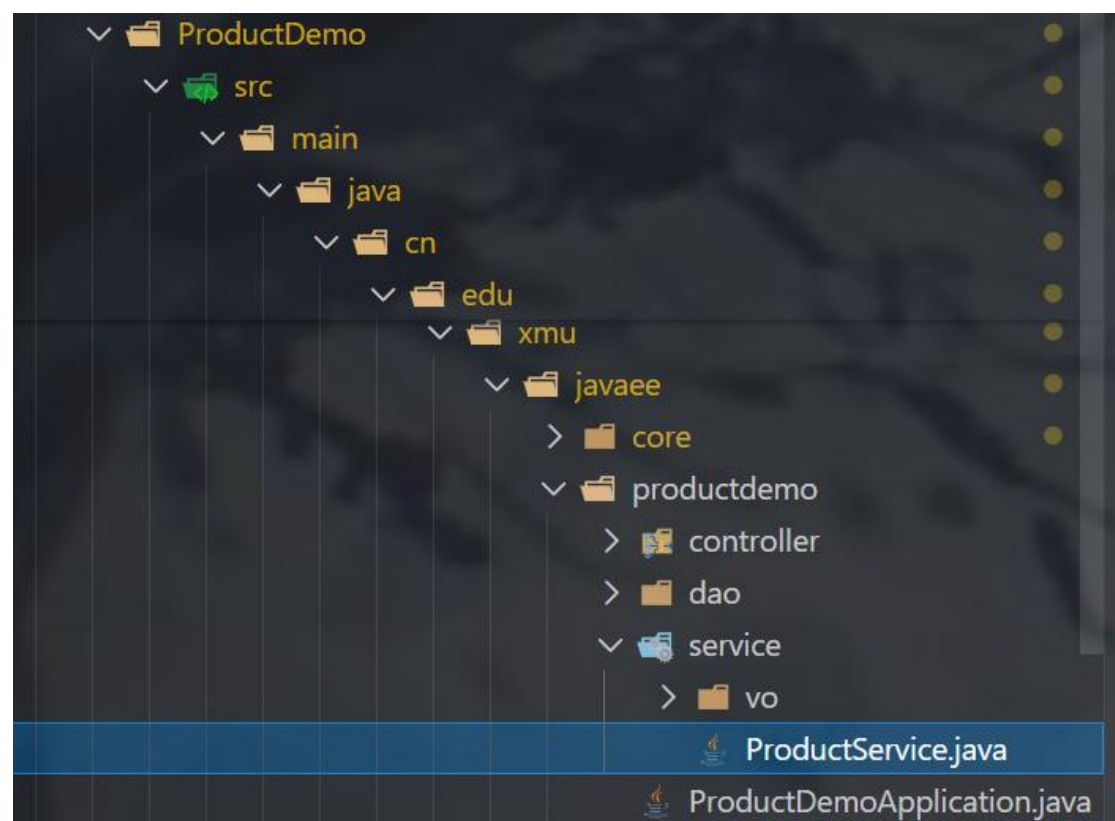 ProductDemo
src
main
java
cn
edu
xmu
javaee
core
productdemo
controller
dao
service
vo
ProductService.java
ProductDemoApplication.java